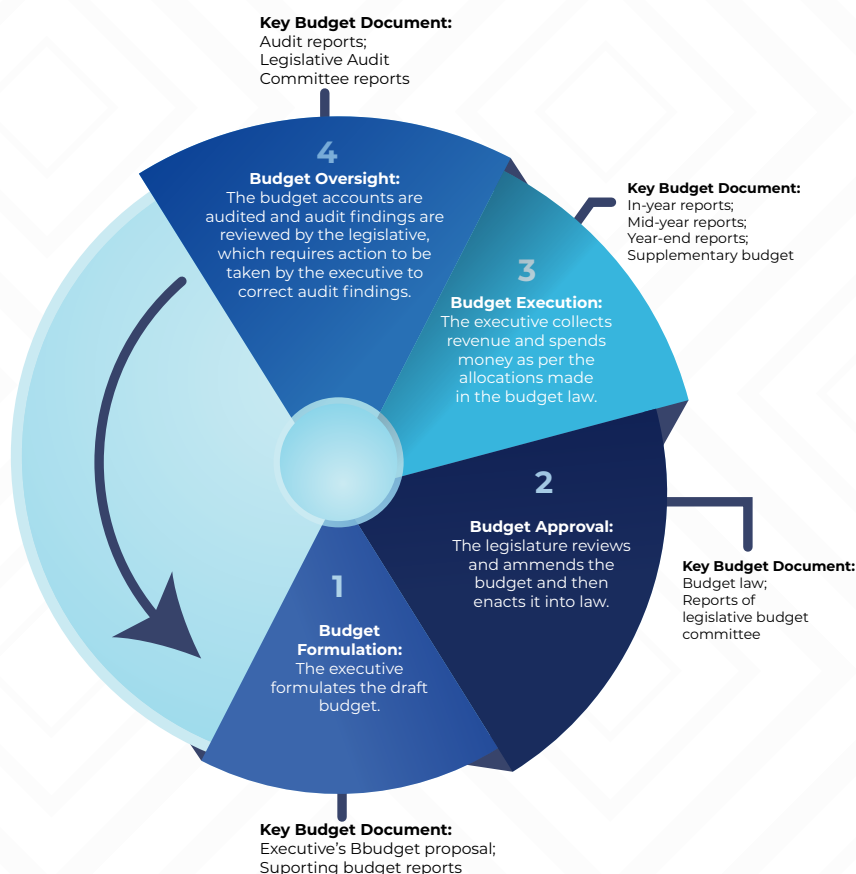 Key Budget Document:
Audit reports;
Legislative Audit
Committee reports
4
Budget Oversight:
The budget accounts are
audited and audit findings are
reviewed by the legislative,
which requires action to be
taken by the executive to
correct audit findings.
Key Budget Document:
In-year reports;
Mid-year reports;
Year-end reports;
Supplementary budget
3
Budget Execution:
The executive collects
revenue and spends
money as per the
allocations made
in the budget law.
2
Budget Approval:
The legislature reviews
and ammends the
budget and then
enacts it into law.
Key Budget Document:
Budget law;
Reports of
legislative budget
committee
1
Budget
Formulation:
The executive
formulates the draft
budget.
Key Budget Document:
Executive's Bbudget proposal;
Suporting budget reports